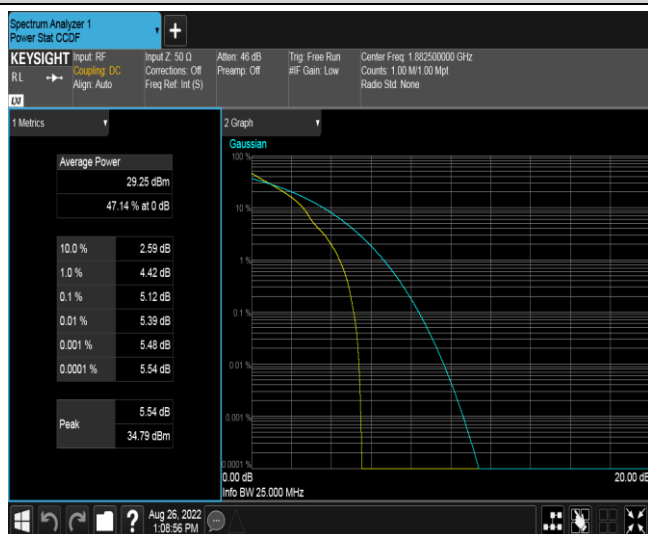 Spectrum Analyzer 1
Power Stat CCDF
KEYSIGHT
RL
LXI
Input: RF
Coupling: DC
Align: Auto
Input Z: 50 Ω
Corrections: Off
Freq Ref: Int (S)
Atten: 46 dB
Preamp: Off
Trig: Free Run
#IF Gain: Low
Center Freq: 1.882500000 GHz
Counts: 1.00 M/1.00 Mpt
Radio Std: None
1 Metrics
Average Power
29.25 dBm
47.14 % at 0 dB
10.0 % 2.59 dB
1.0 % 4.42 dB
0.1 % 5.12 dB
0.01 % 5.39 dB
0.001 % 5.48 dB
0.0001 % 5.54 dB
Peak
5.54 dB
34.79 dBm
2 Graph
Gaussian
100 %
10 %
1 %
0.1 %
0.01 %
0.001 %
0.0001 %
0.00 dB
20.00 dB
Info BW 25.000 MHz
Aug 26, 2022
1:08:56 PM